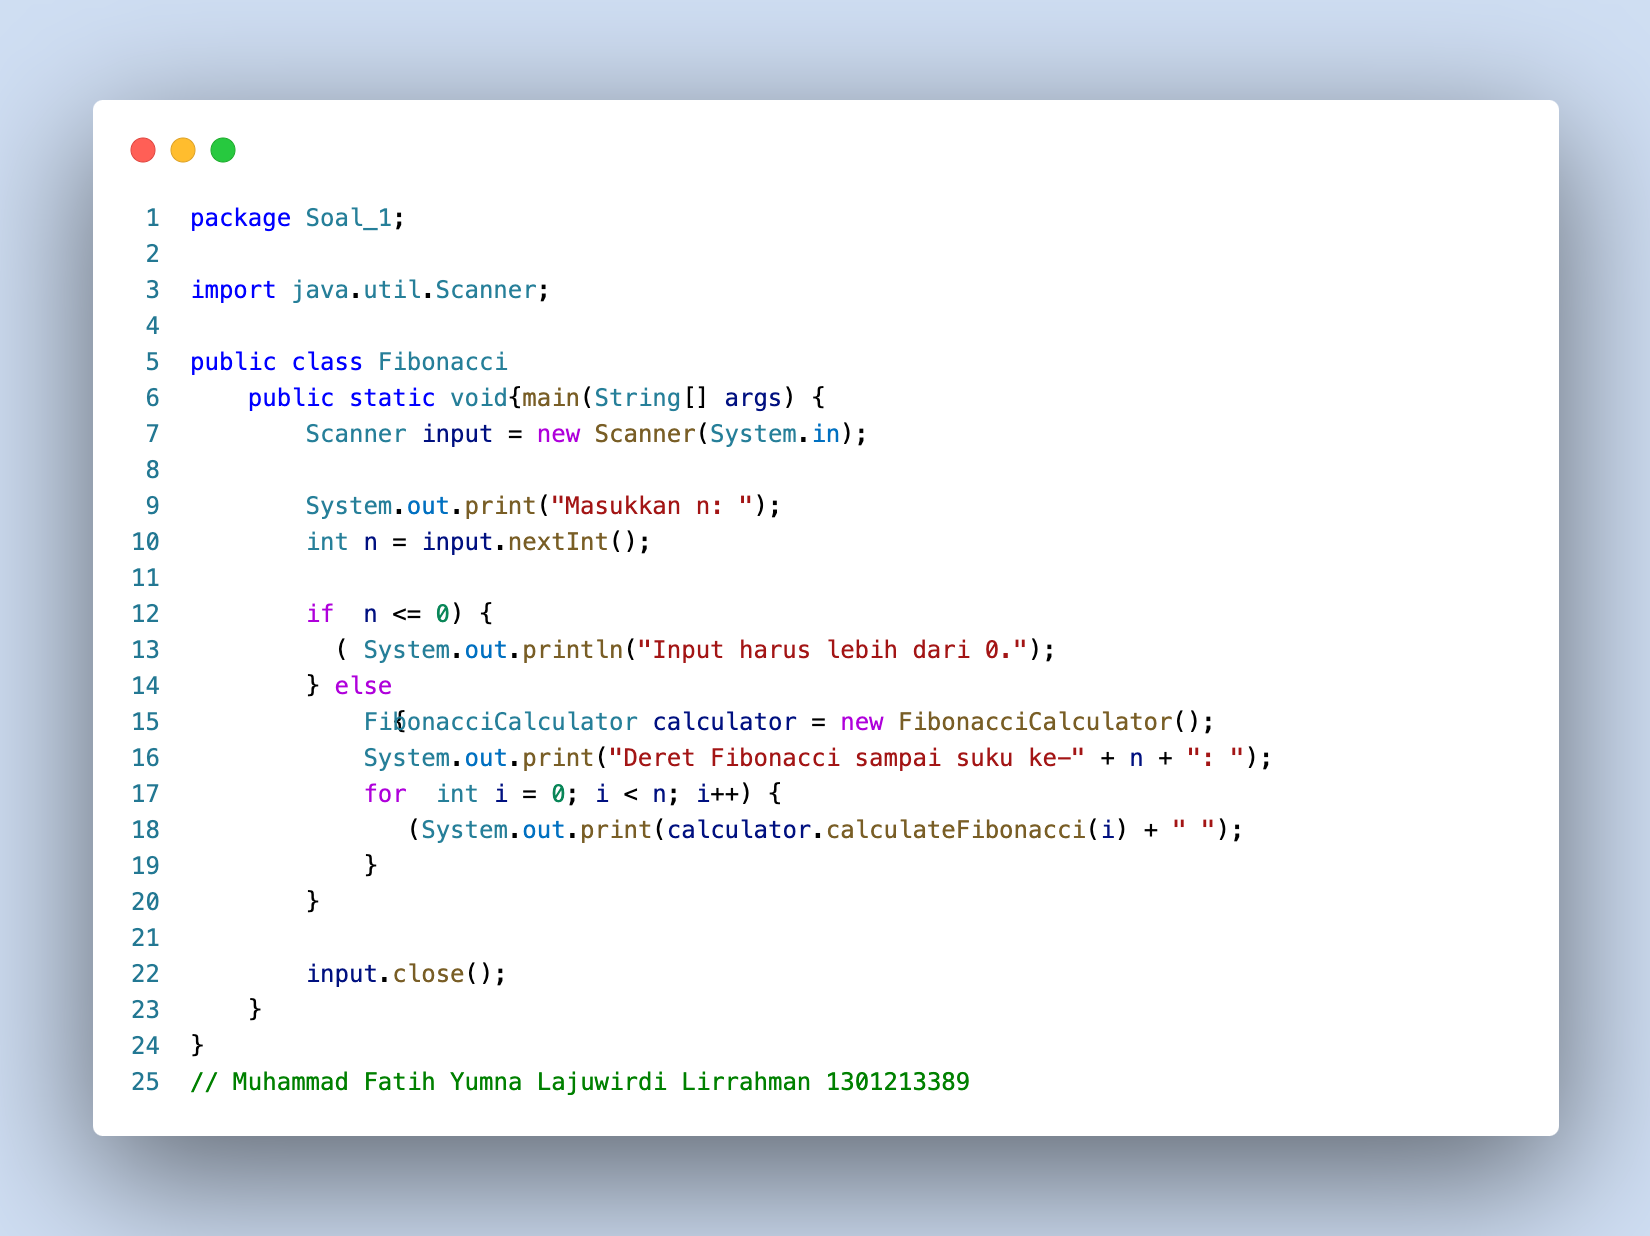 1 package Soal_1;
2
3 import java.util.Scanner;
4
5 public class Fibonacci
6     public static void{main(String[] args) {
7         Scanner input = new Scanner(System.in);
8
9         System.out.print("Masukkan n: ");
10         int n = input.nextInt();
11
12         if  n <= 0) {
13           ( System.out.println("Input harus lebih dari 0.");
14         } else
15             { FibonacciCalculator calculator = new FibonacciCalculator();
16             System.out.print("Deret Fibonacci sampai suku ke-" + n + ": ");
17             for  int i = 0; i < n; i++) {
18                (System.out.print(calculator.calculateFibonacci(i) + " ");
19             }
20         }
21
22         input.close();
23     }
24 }
25 // Muhammad Fatih Yumna Lajuwirdi Lirrahman 1301213389